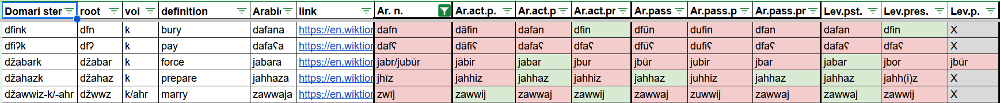 Domari sten root voi definition Arabi link Ar. n. Ar.act.p. Ar.act.p Ar.act.pr Ar.pass Ar.pass.p Ar.pass.pr Lev.pst. Lev.pres. Lev.p.
dfink dfn k bury dafana https://en.wiktior dafn dāfin dafan dfin dfūn dufin dfan dafan dfin X
dfiʔk dfʔ k pay dafaʕa https://en.wiktior dafʕ dāfiʕ dafaʕ dfaʕ dfūʕ dufiʕ dfaʕ dafaʕ dfaʕ X
džabark džabar k force jabara https://en.wiktior jabr/jubūr jābir jabar jbur jbūr jubir jbar jabar jbor jbūr
džahazk džahaz k prepare jahhaza https://en.wiktior jhīz jahhiz jahhaz jahhiz jahhaz juhhiz jahhaz jahhaz jahh(i)z X
džawwiz-k/-ahr džwwz k/ahr marry zawwaja https://en.wiktior zwīj zawwij zawwaj zawwij zawwaj zuwwij zawwaj zawwaj zawwij X